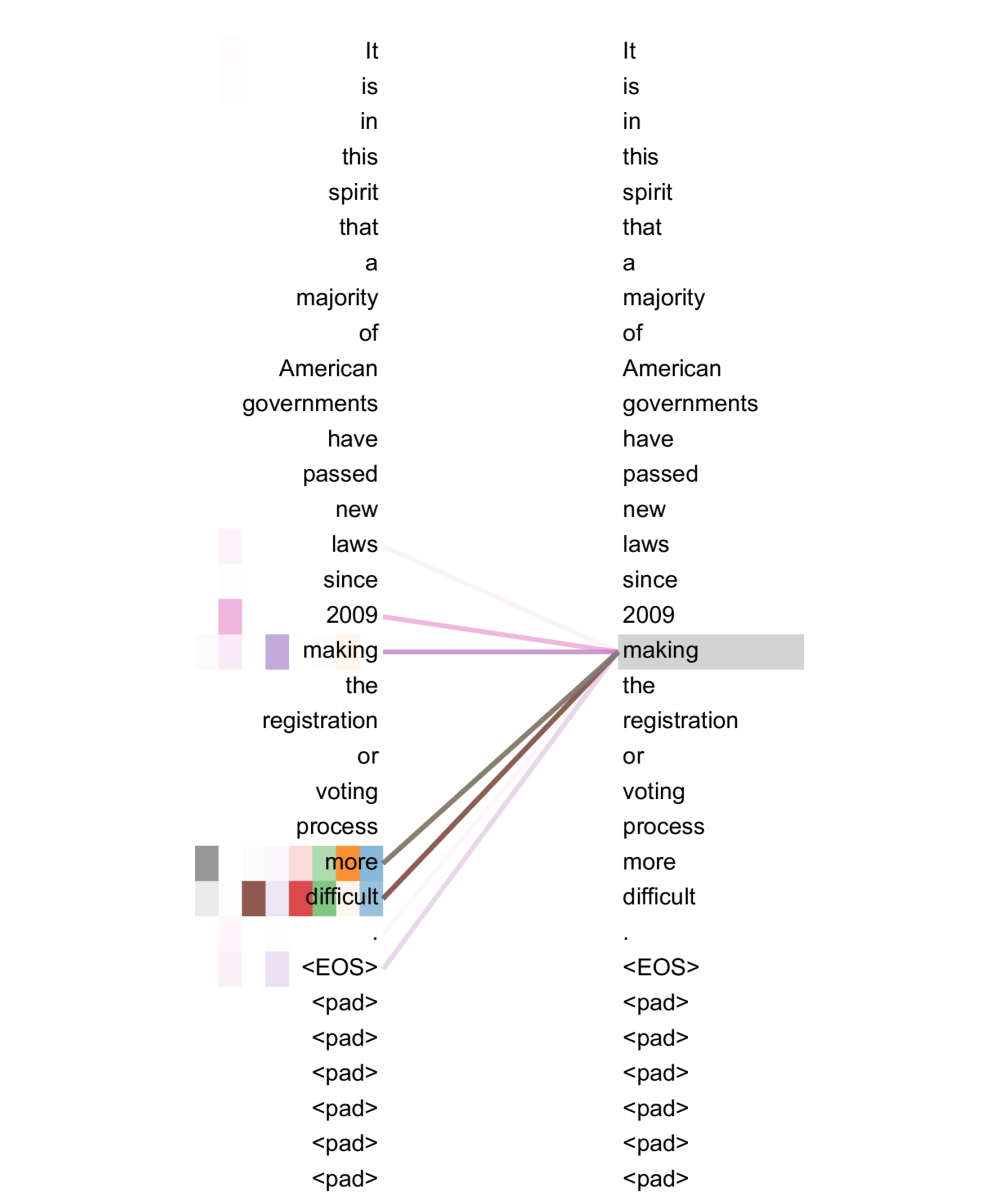 It It
is is
in in
this this
spirit spirit
that that
a a
majority majority
of of
American American
governments governments
have have
passed passed
new new
laws laws
since since
2009 2009
making making
the the
registration registration
or or
voting voting
process process
more more
difficult difficult
. .
<EOS> <EOS>
<pad> <pad>
<pad> <pad>
<pad> <pad>
<pad> <pad>
<pad> <pad>
<pad> <pad>